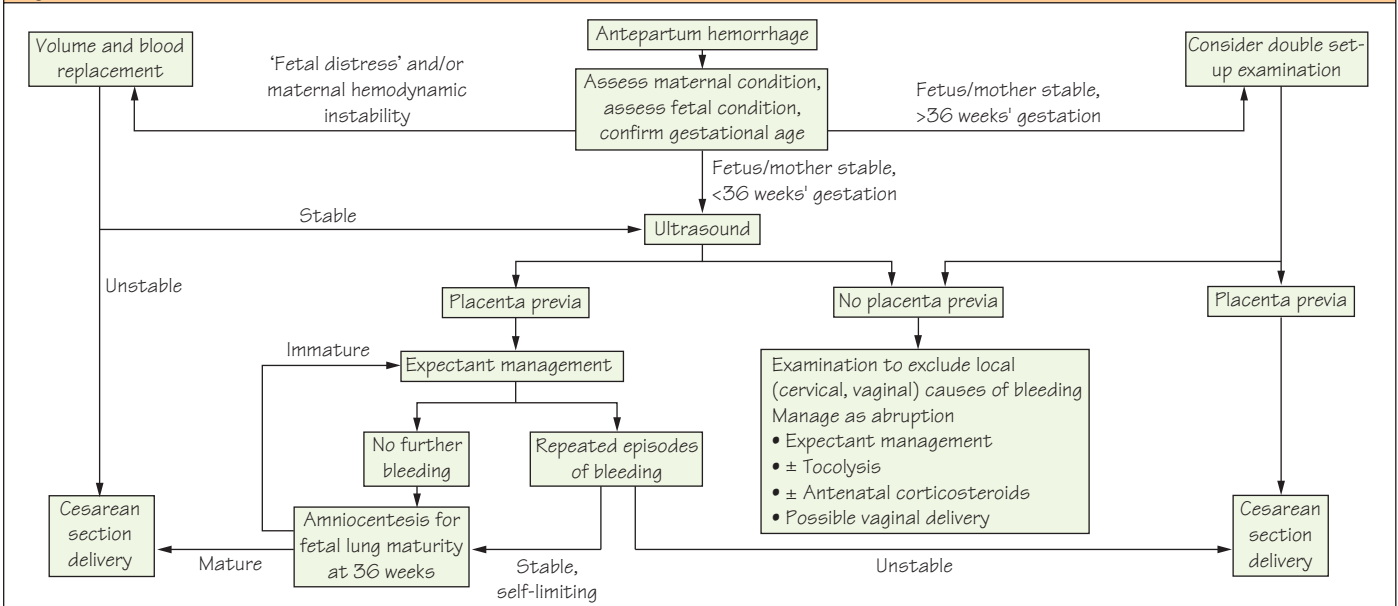 Antepartum hemorrhage
Volume and blood
replacement
'Fetal distress' and/or
maternal hemodynamic
instability
Assess maternal condition,
assess fetal condition,
confirm gestational age
Fetus/mother stable,
>36 weeks' gestation
Consider double set-
up examination
Fetus/mother stable,
<36 weeks' gestation
Stable
Ultrasound
Unstable
Placenta previa
No placenta previa
Placenta previa
Immature
Expectant management
Examination to exclude local
(cervical, vaginal) causes of bleeding
Manage as abruption
• Expectant management
• ± Tocolysis
• ± Antenatal corticosteroids
• Possible vaginal delivery
No further
bleeding
Repeated episodes
of bleeding
Cesarean
section
delivery
Mature
Amniocentesis for
fetal lung maturity
at 36 weeks
Stable,
self-limiting
Unstable
Cesarean
section
delivery